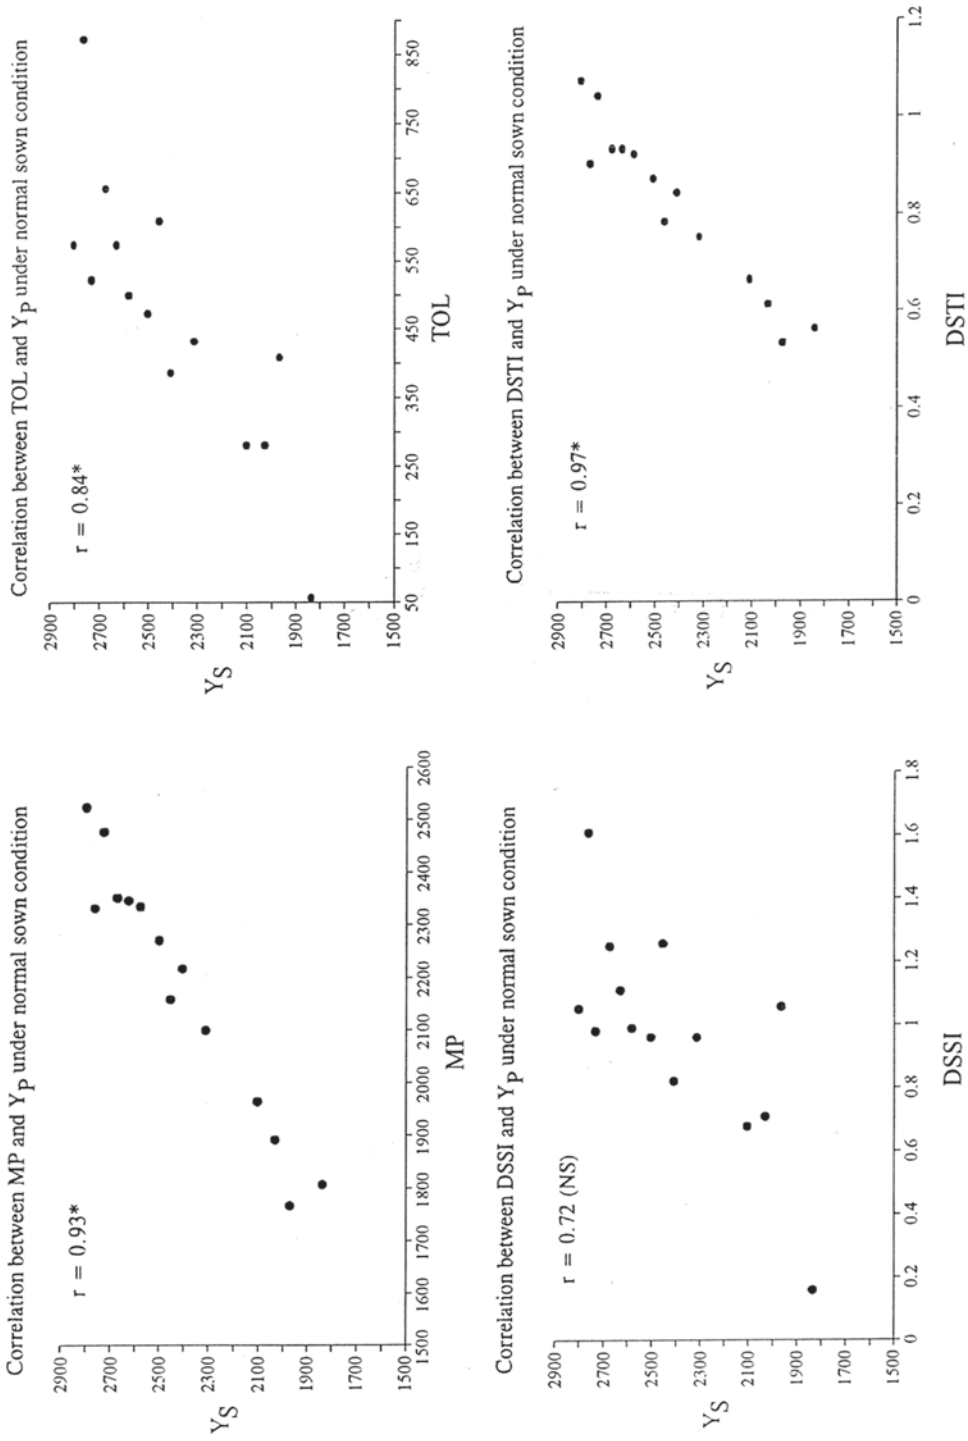 Correlation between MP and YP under normal sown condition
r = 0.93*
2900
2700
2500
2300
2100
1900
1700
1500
YS
1500 1600 1700 1800 1900 2000 2100 2200 2300 2400 2500 2600
MP
Correlation between TOL and YP under normal sown condition
r = 0.84*
2900
2700
2500
2300
2100
1900
1700
1500
YS
50 150 250 350 450 550 650 750 850
TOL
Correlation between DSSI and YP under normal sown condition
r = 0.72 (NS)
2900
2700
2500
2300
2100
1900
1700
1500
YS
0 0.2 0.4 0.6 0.8 1 1.2 1.4 1.6 1.8
DSSI
Correlation between DSTI and YP under normal sown condition
r = 0.97*
2900
2700
2500
2300
2100
1900
1700
1500
YS
0 0.2 0.4 0.6 0.8 1 1.2
DSTI